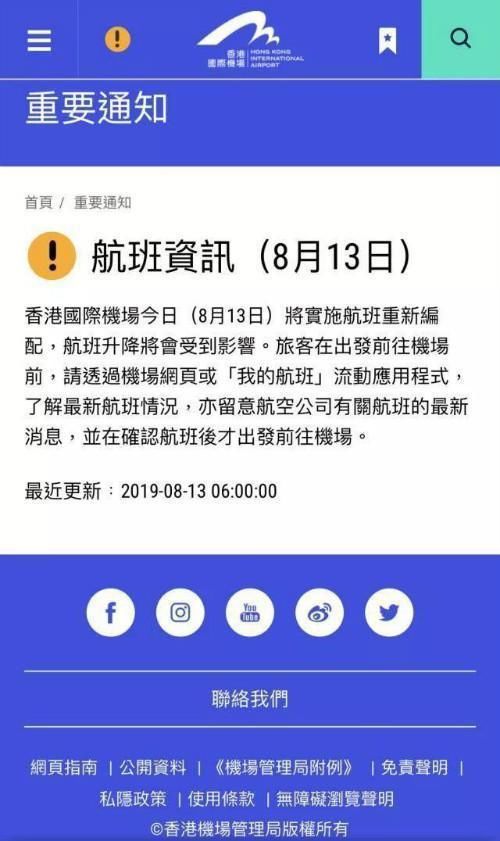 香港
國際機場
HONG KONG
INTERNATIONAL
AIRPORT
重要通知
首頁 / 重要通知
航班資訊（8月13日）
香港國際機場今日（8月13日）將實施航班重新編
配，航班升降將會受到影響。旅客在出發前往機場
前，請透過機場網頁或「我的航班」流動應用程式，
了解最新航班情況，亦留意航空公司有關航班的最新
消息，並在確認航班後才出發前往機場。
最近更新：2019-08-13 06:00:00
You
Tube
聯絡我們
網頁指南 | 公開資料 | 《機場管理局附例》 | 免責聲明 |
私隱政策 | 使用條款 | 無障礙瀏覽聲明
©香港機場管理局版權所有